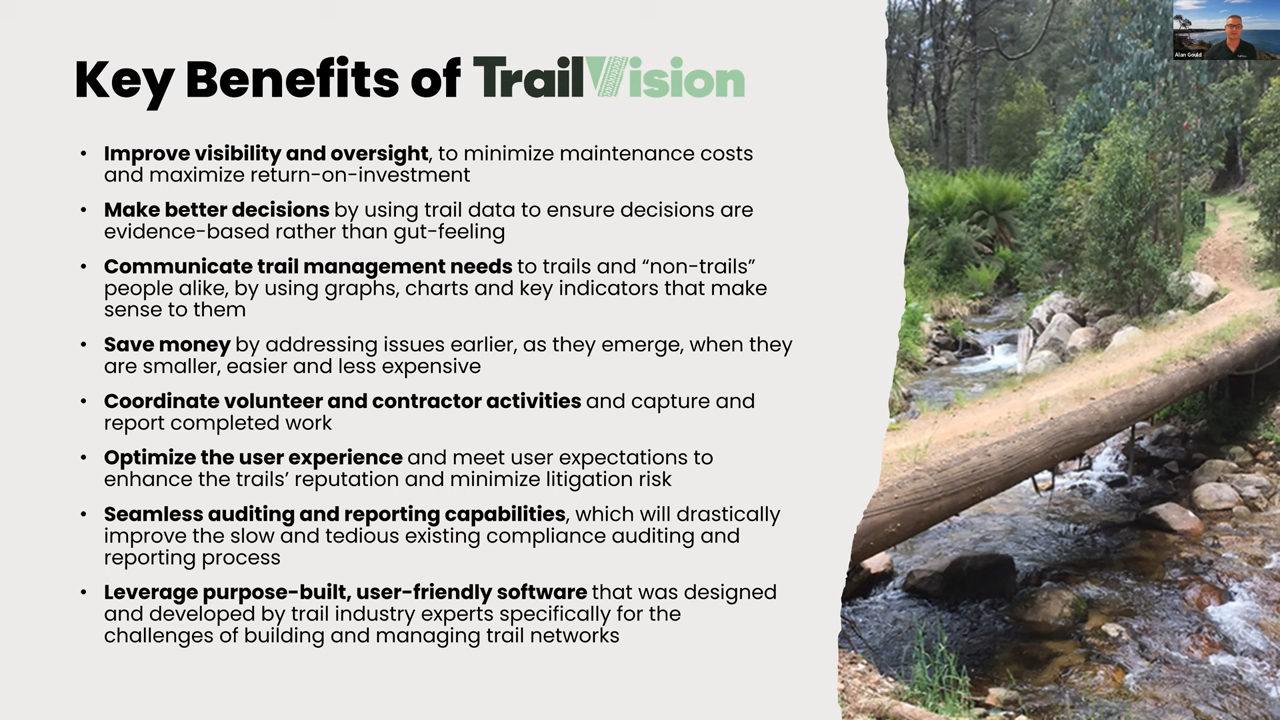 Key Benefits of TrailVision
Alan Gould
• Improve visibility and oversight, to minimize maintenance costs
and maximize return-on-investment
• Make better decisions by using trail data to ensure decisions are
evidence-based rather than gut-feeling
• Communicate trail management needs to trails and “non-trails”
people alike, by using graphs, charts and key indicators that make
sense to them
• Save money by addressing issues earlier, as they emerge, when they
are smaller, easier and less expensive
• Coordinate volunteer and contractor activities and capture and
report completed work
• Optimize the user experience and meet user expectations to
enhance the trails’ reputation and minimize litigation risk
• Seamless auditing and reporting capabilities, which will drastically
improve the slow and tedious existing compliance auditing and
reporting process
• Leverage purpose-built, user-friendly software that was designed
and developed by trail industry experts specifically for the
challenges of building and managing trail networks